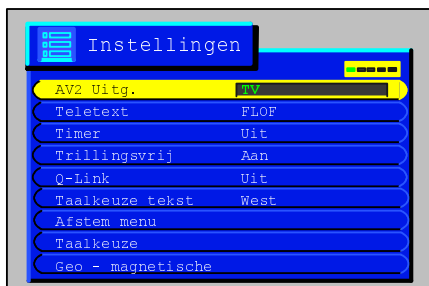 Instellingen
AV2 Uitg. TV
Teletext FLOF
Timer Uit
Trillingsvrij Aan
Q-Link Uit
Taalkeuze tekst West
Afstem menu
Taalkeuze
Geo - magnetische